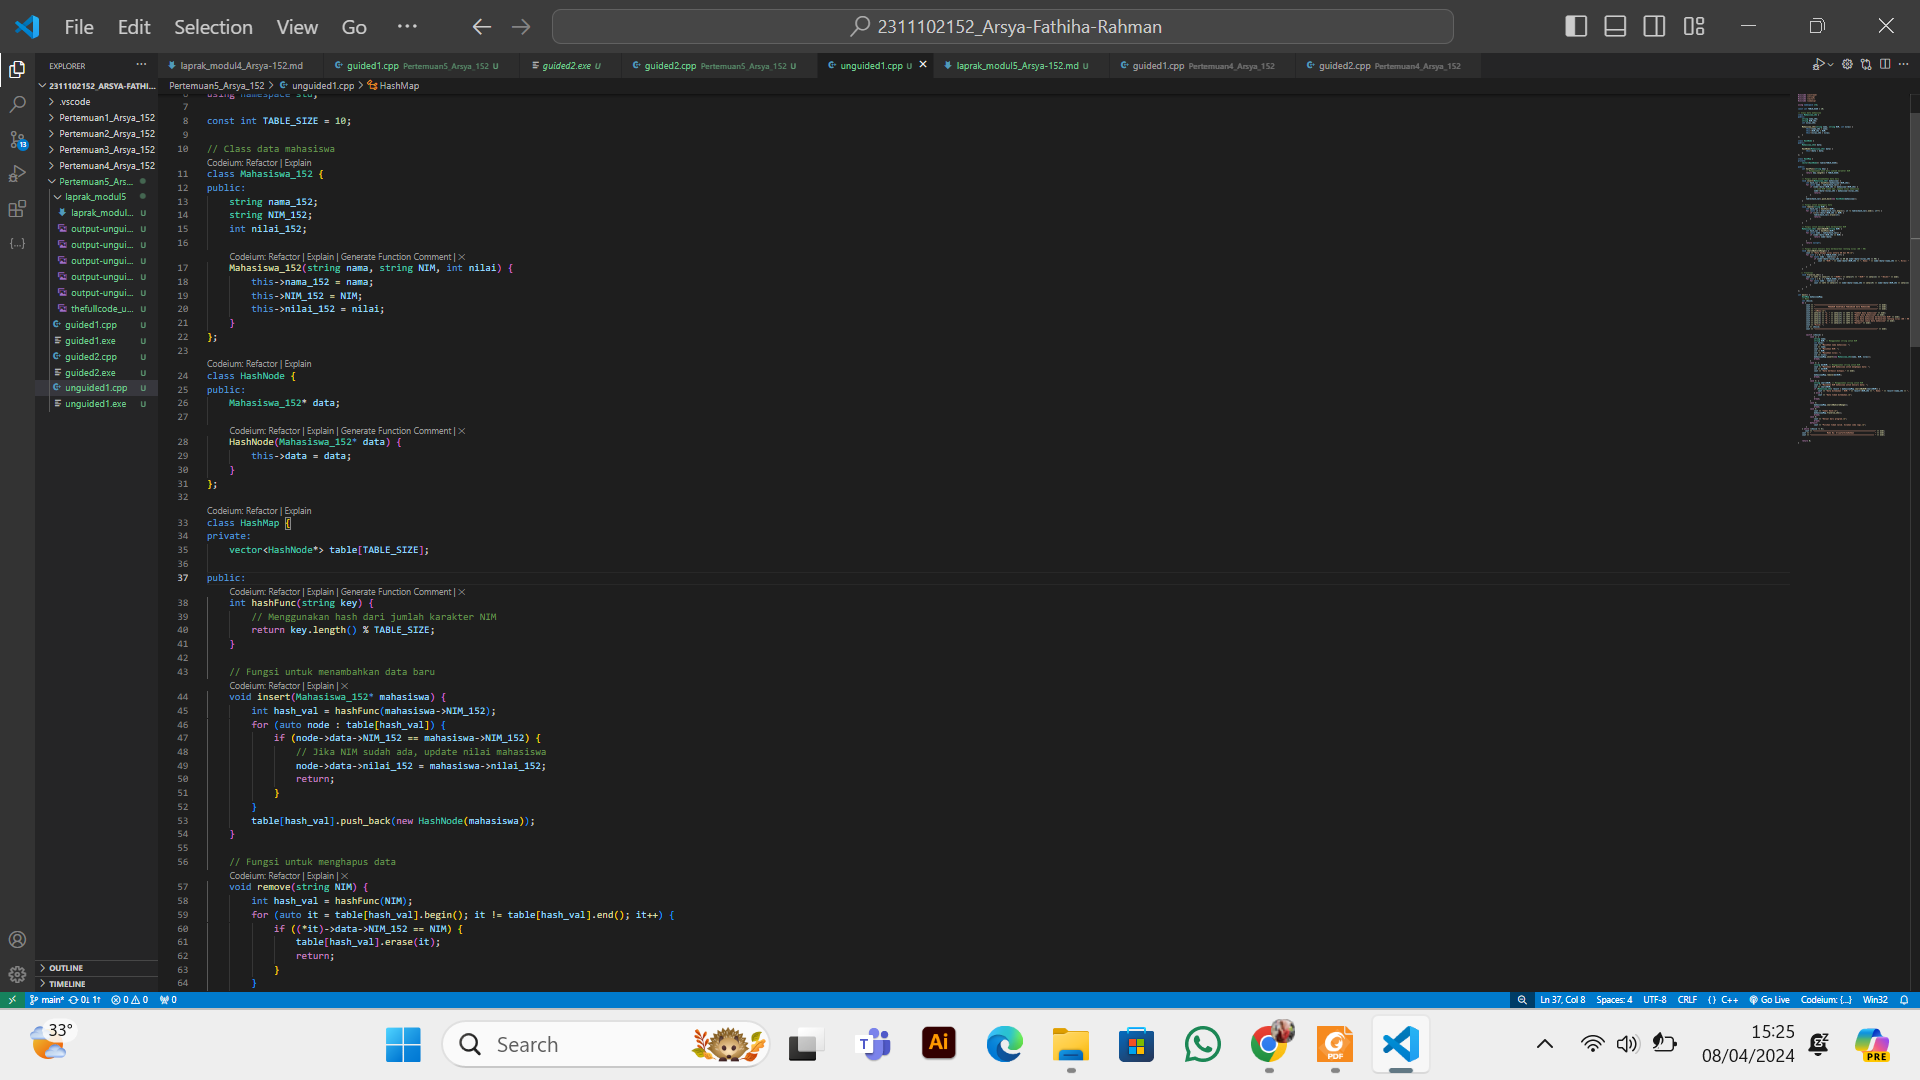 File Edit Selection View Go ··· 2311102152_Arsya-Fathiha-Rahman
EXPLORER ···
laprak_modul4_Arsya-152.md guided1.cpp Pertemuan5_Arsya_152 U guided2.exe U guided2.cpp Pertemuan5_Arsya_152 U unguided1.cpp U laprak_modul5_Arsya-152.md U guided1.cpp Pertemuan4_Arsya_152 guided2.cpp Pertemuan4_Arsya_152
Pertemuan5_Arsya_152 > unguided1.cpp > HashMap
2311102152_ARSYA-FATHI...
.vscode
Pertemuan1_Arsya_152
Pertemuan2_Arsya_152
Pertemuan3_Arsya_152
Pertemuan4_Arsya_152
Pertemuan5_Ars...
laprak_modul5
laprak_modul... U
output-ungui... U
output-ungui... U
output-ungui... U
output-ungui... U
output-ungui... U
thefullcode_u... U
guided1.cpp U
guided1.exe U
guided2.cpp U
guided2.exe U
unguided1.cpp U
unguided1.exe U
OUTLINE
TIMELINE
13
6 using namespace std;
7
8 const int TABLE_SIZE = 10;
9
10 // Class data mahasiswa
Codeium: Refactor | Explain
11 class Mahasiswa_152 {
12 public:
13 string nama_152;
14 string NIM_152;
15 int nilai_152;
16
Codeium: Refactor | Explain | Generate Function Comment | ×
17 Mahasiswa_152(string nama, string NIM, int nilai) {
18 this->nama_152 = nama;
19 this->NIM_152 = NIM;
20 this->nilai_152 = nilai;
21 }
22 };
23
Codeium: Refactor | Explain
24 class HashNode {
25 public:
26 Mahasiswa_152* data;
27
Codeium: Refactor | Explain | Generate Function Comment | ×
28 HashNode(Mahasiswa_152* data) {
29 this->data = data;
30 }
31 };
32
Codeium: Refactor | Explain
33 class HashMap {
34 private:
35 vector<HashNode*> table[TABLE_SIZE];
36
37 public:
Codeium: Refactor | Explain | Generate Function Comment | ×
38 int hashFunc(string key) {
39 // Menggunakan hash dari jumlah karakter NIM
40 return key.length() % TABLE_SIZE;
41 }
42
43 // Fungsi untuk menambahkan data baru
Codeium: Refactor | Explain | ×
44 void insert(Mahasiswa_152* mahasiswa) {
45 int hash_val = hashFunc(mahasiswa->NIM_152);
46 for (auto node : table[hash_val]) {
47 if (node->data->NIM_152 == mahasiswa->NIM_152) {
48 // Jika NIM sudah ada, update nilai mahasiswa
49 node->data->nilai_152 = mahasiswa->nilai_152;
50 return;
51 }
52 }
53 table[hash_val].push_back(new HashNode(mahasiswa));
54 }
55
56 // Fungsi untuk menghapus data
Codeium: Refactor | Explain | ×
57 void remove(string NIM) {
58 int hash_val = hashFunc(NIM);
59 for (auto it = table[hash_val].begin(); it != table[hash_val].end(); it++) {
60 if ((*it)->data->NIM_152 == NIM) {
61 table[hash_val].erase(it);
62 return;
63 }
64 }
main* 0↓ 1↑ 0 0 0 Ln 37, Col 8 Spaces: 4 UTF-8 CRLF {} C++ Go Live Codeium: {...} Win32
33° Search Ai PDF 15:25
08/04/2024
PRE